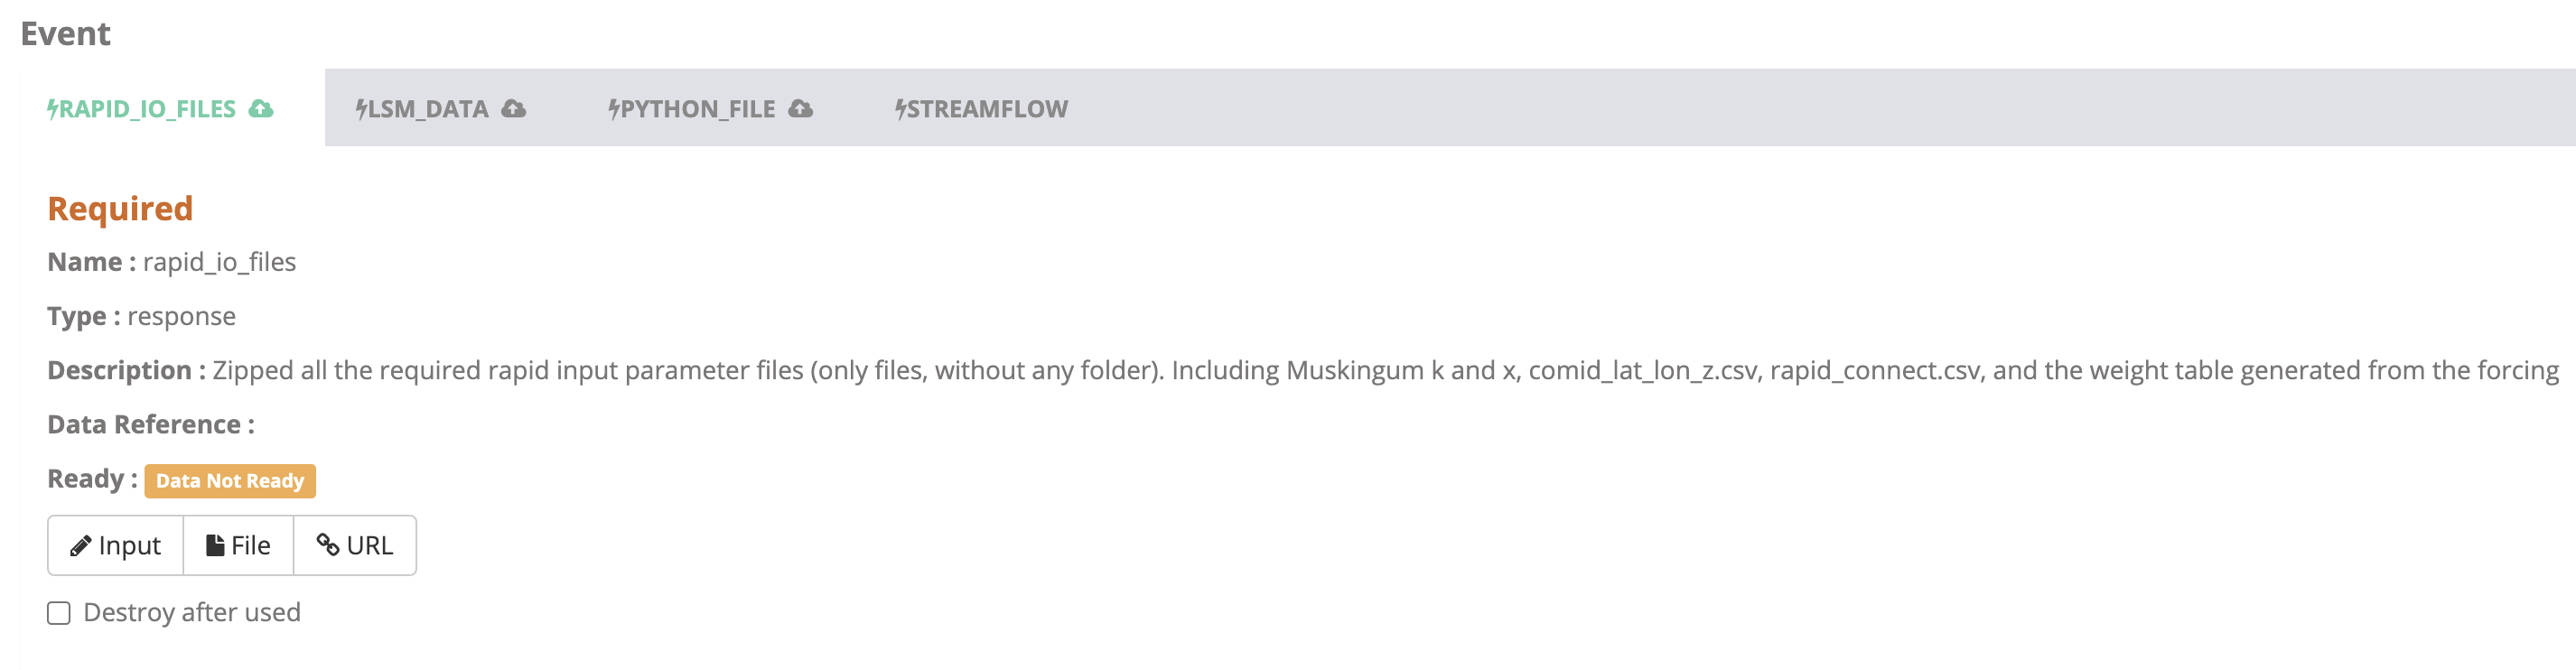 Event
RAPID_IO_FILES LSM_DATA PYTHON_FILE STREAMFLOW
Required
Name : rapid_io_files
Type : response
Description : Zipped all the required rapid input parameter files (only files, without any folder). Including Muskingum k and x, comid_lat_lon_z.csv, rapid_connect.csv, and the weight table generated from the forcing
Data Reference :
Ready : Data Not Ready
Input File URL
Destroy after used